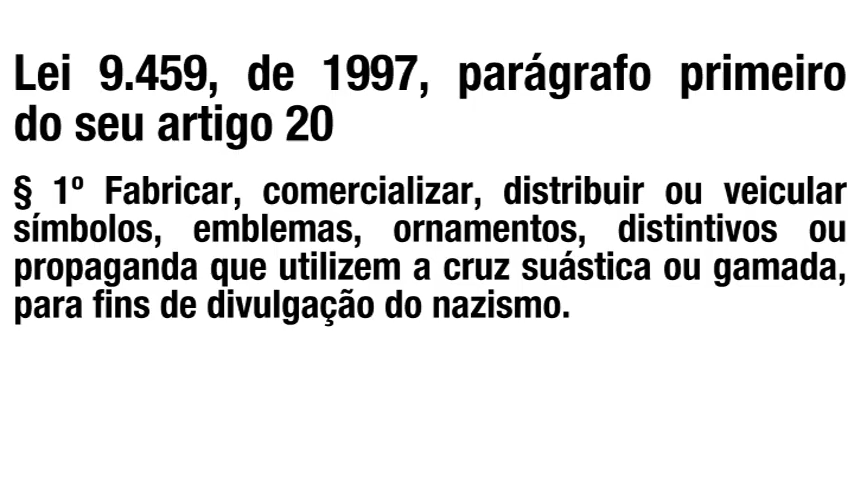 Lei 9.459, de 1997, parágrafo primeiro
do seu artigo 20
§ 1º Fabricar, comercializar, distribuir ou veicular
símbolos, emblemas, ornamentos, distintivos ou
propaganda que utilizem a cruz suástica ou gamada,
para fins de divulgação do nazismo.